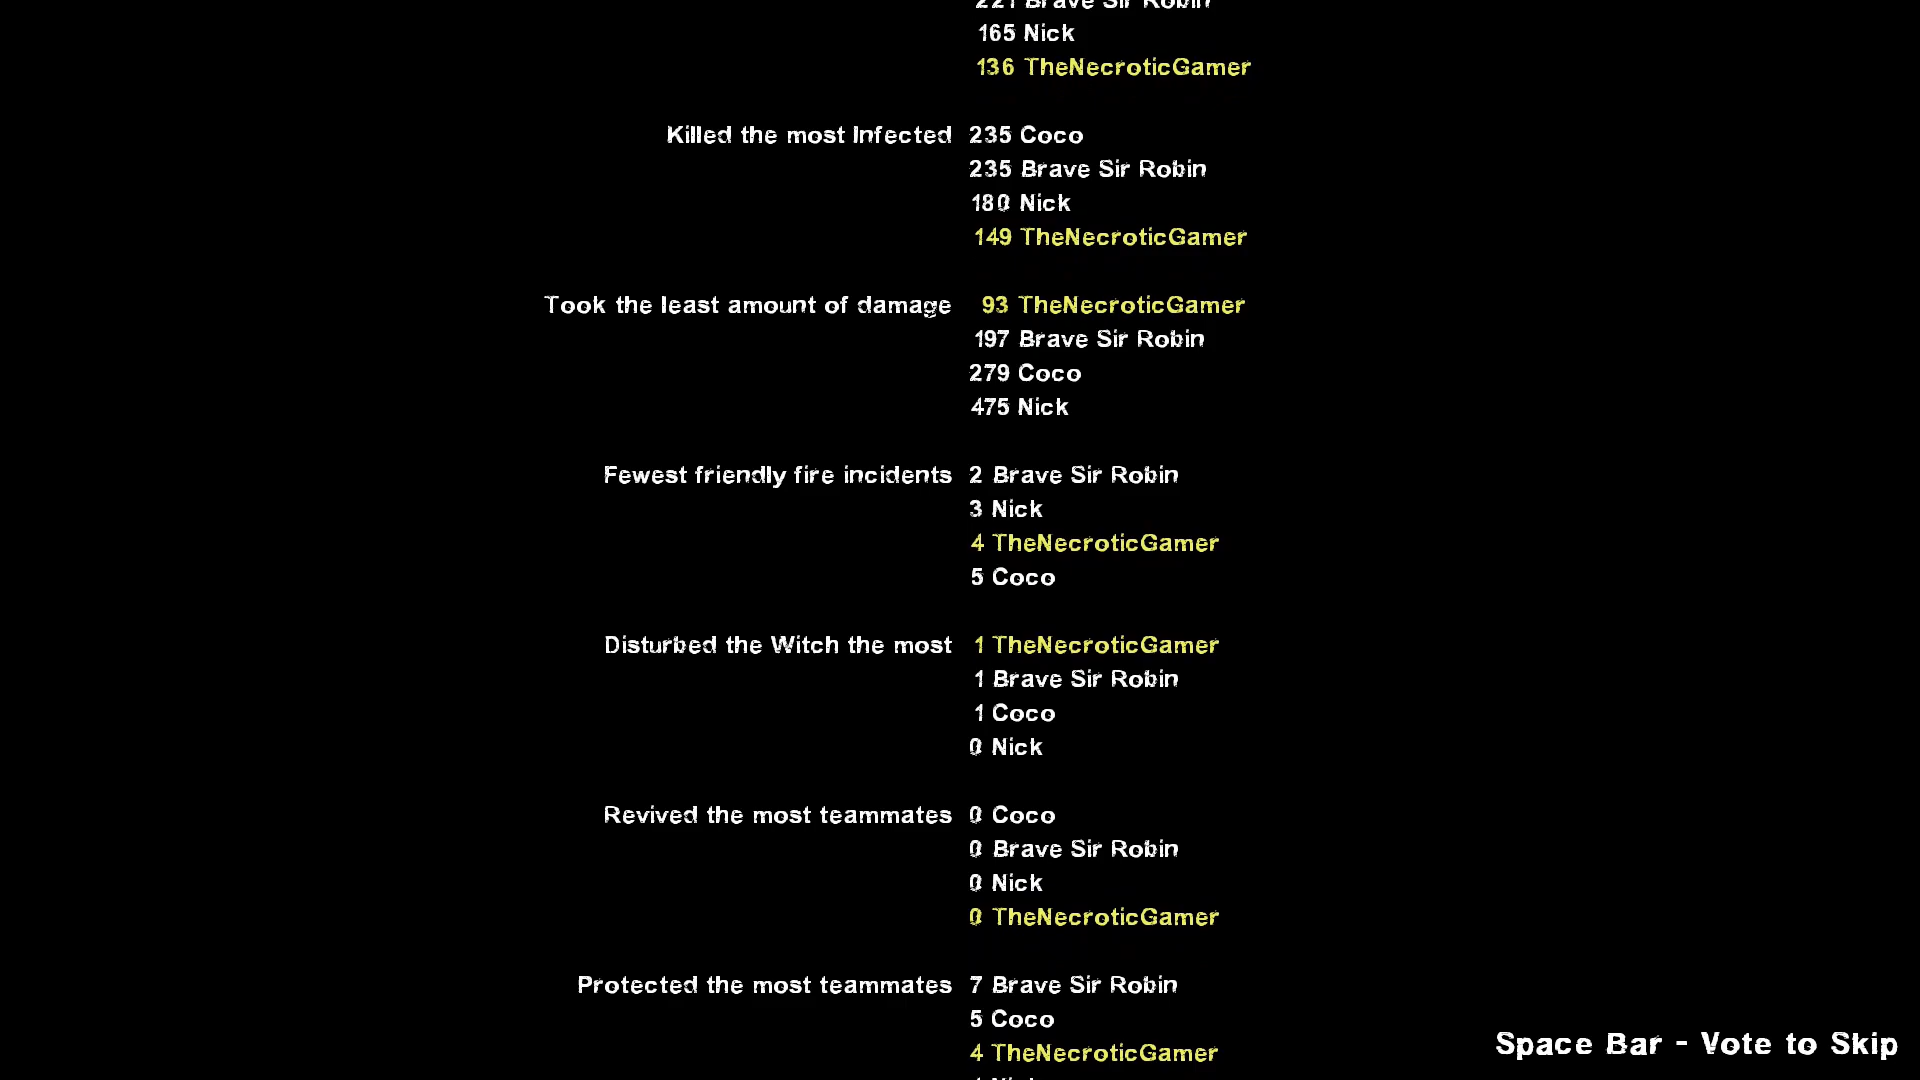 221 Brave Sir Robin
165 Nick
136 TheNecroticGamer
Killed the most Infected 235 Coco
235 Brave Sir Robin
180 Nick
149 TheNecroticGamer
Took the least amount of damage 93 TheNecroticGamer
197 Brave Sir Robin
279 Coco
475 Nick
Fewest friendly fire incidents 2 Brave Sir Robin
3 Nick
4 TheNecroticGamer
5 Coco
Disturbed the Witch the most 1 TheNecroticGamer
1 Brave Sir Robin
1 Coco
0 Nick
Revived the most teammates 0 Coco
0 Brave Sir Robin
0 Nick
0 TheNecroticGamer
Protected the most teammates 7 Brave Sir Robin
5 Coco
4 TheNecroticGamer
Space Bar - Vote to Skip